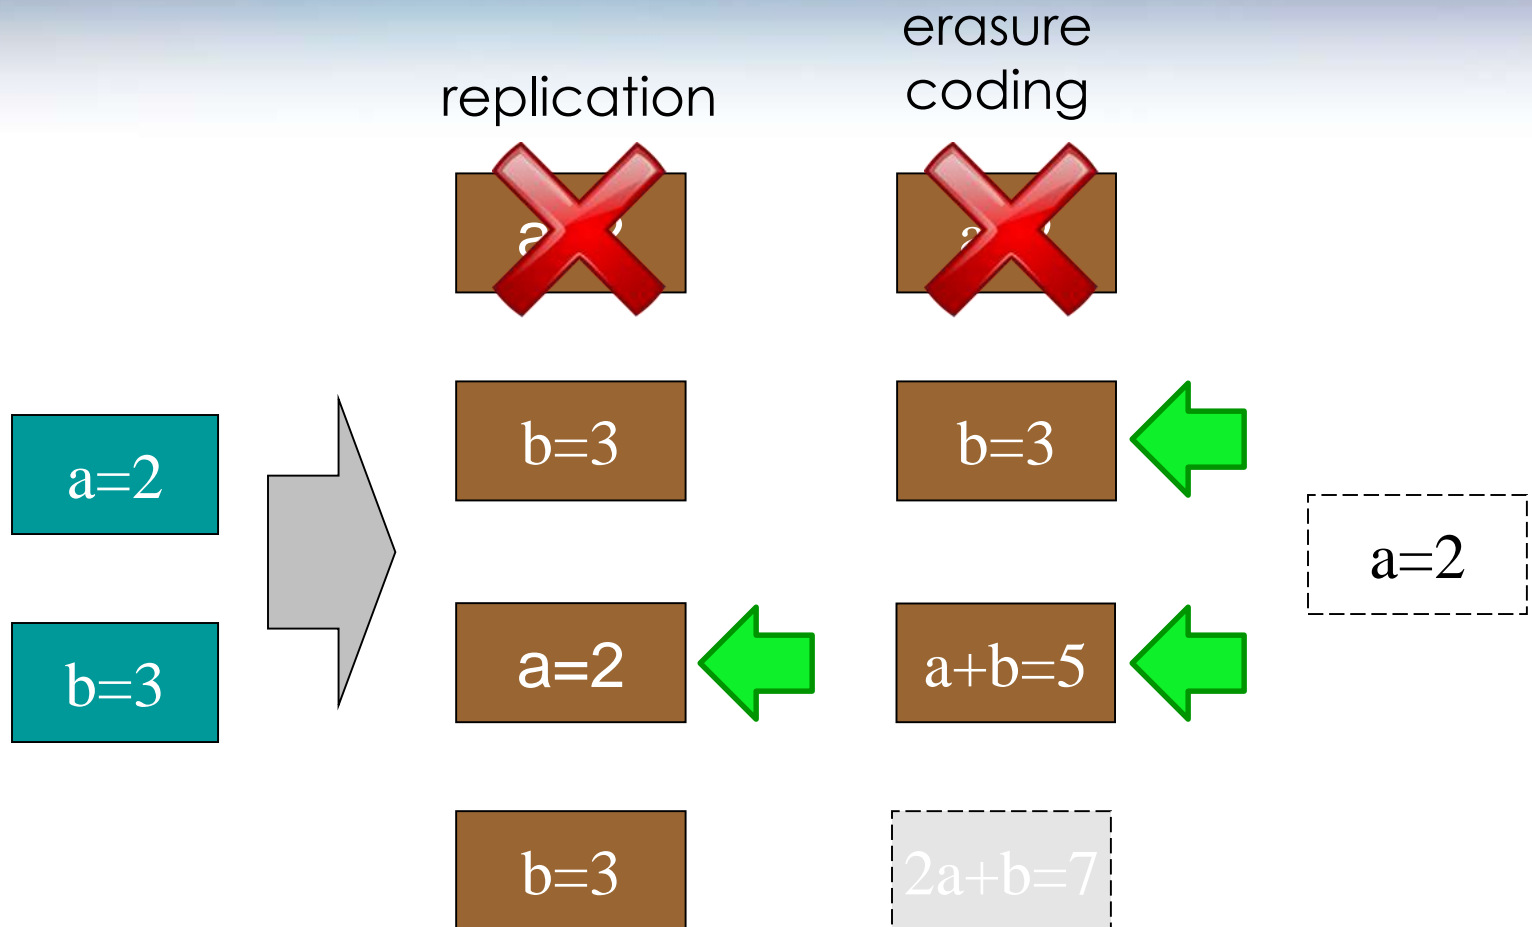 replication
erasure
coding
b=3
b=3
a=2
a=2
b=3
a=2
a+b=5
b=3
2a+b=7